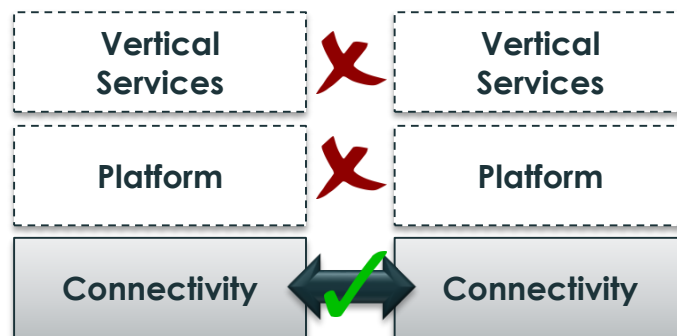 Vertical
Services
Vertical
Services
Platform
Platform
Connectivity
Connectivity